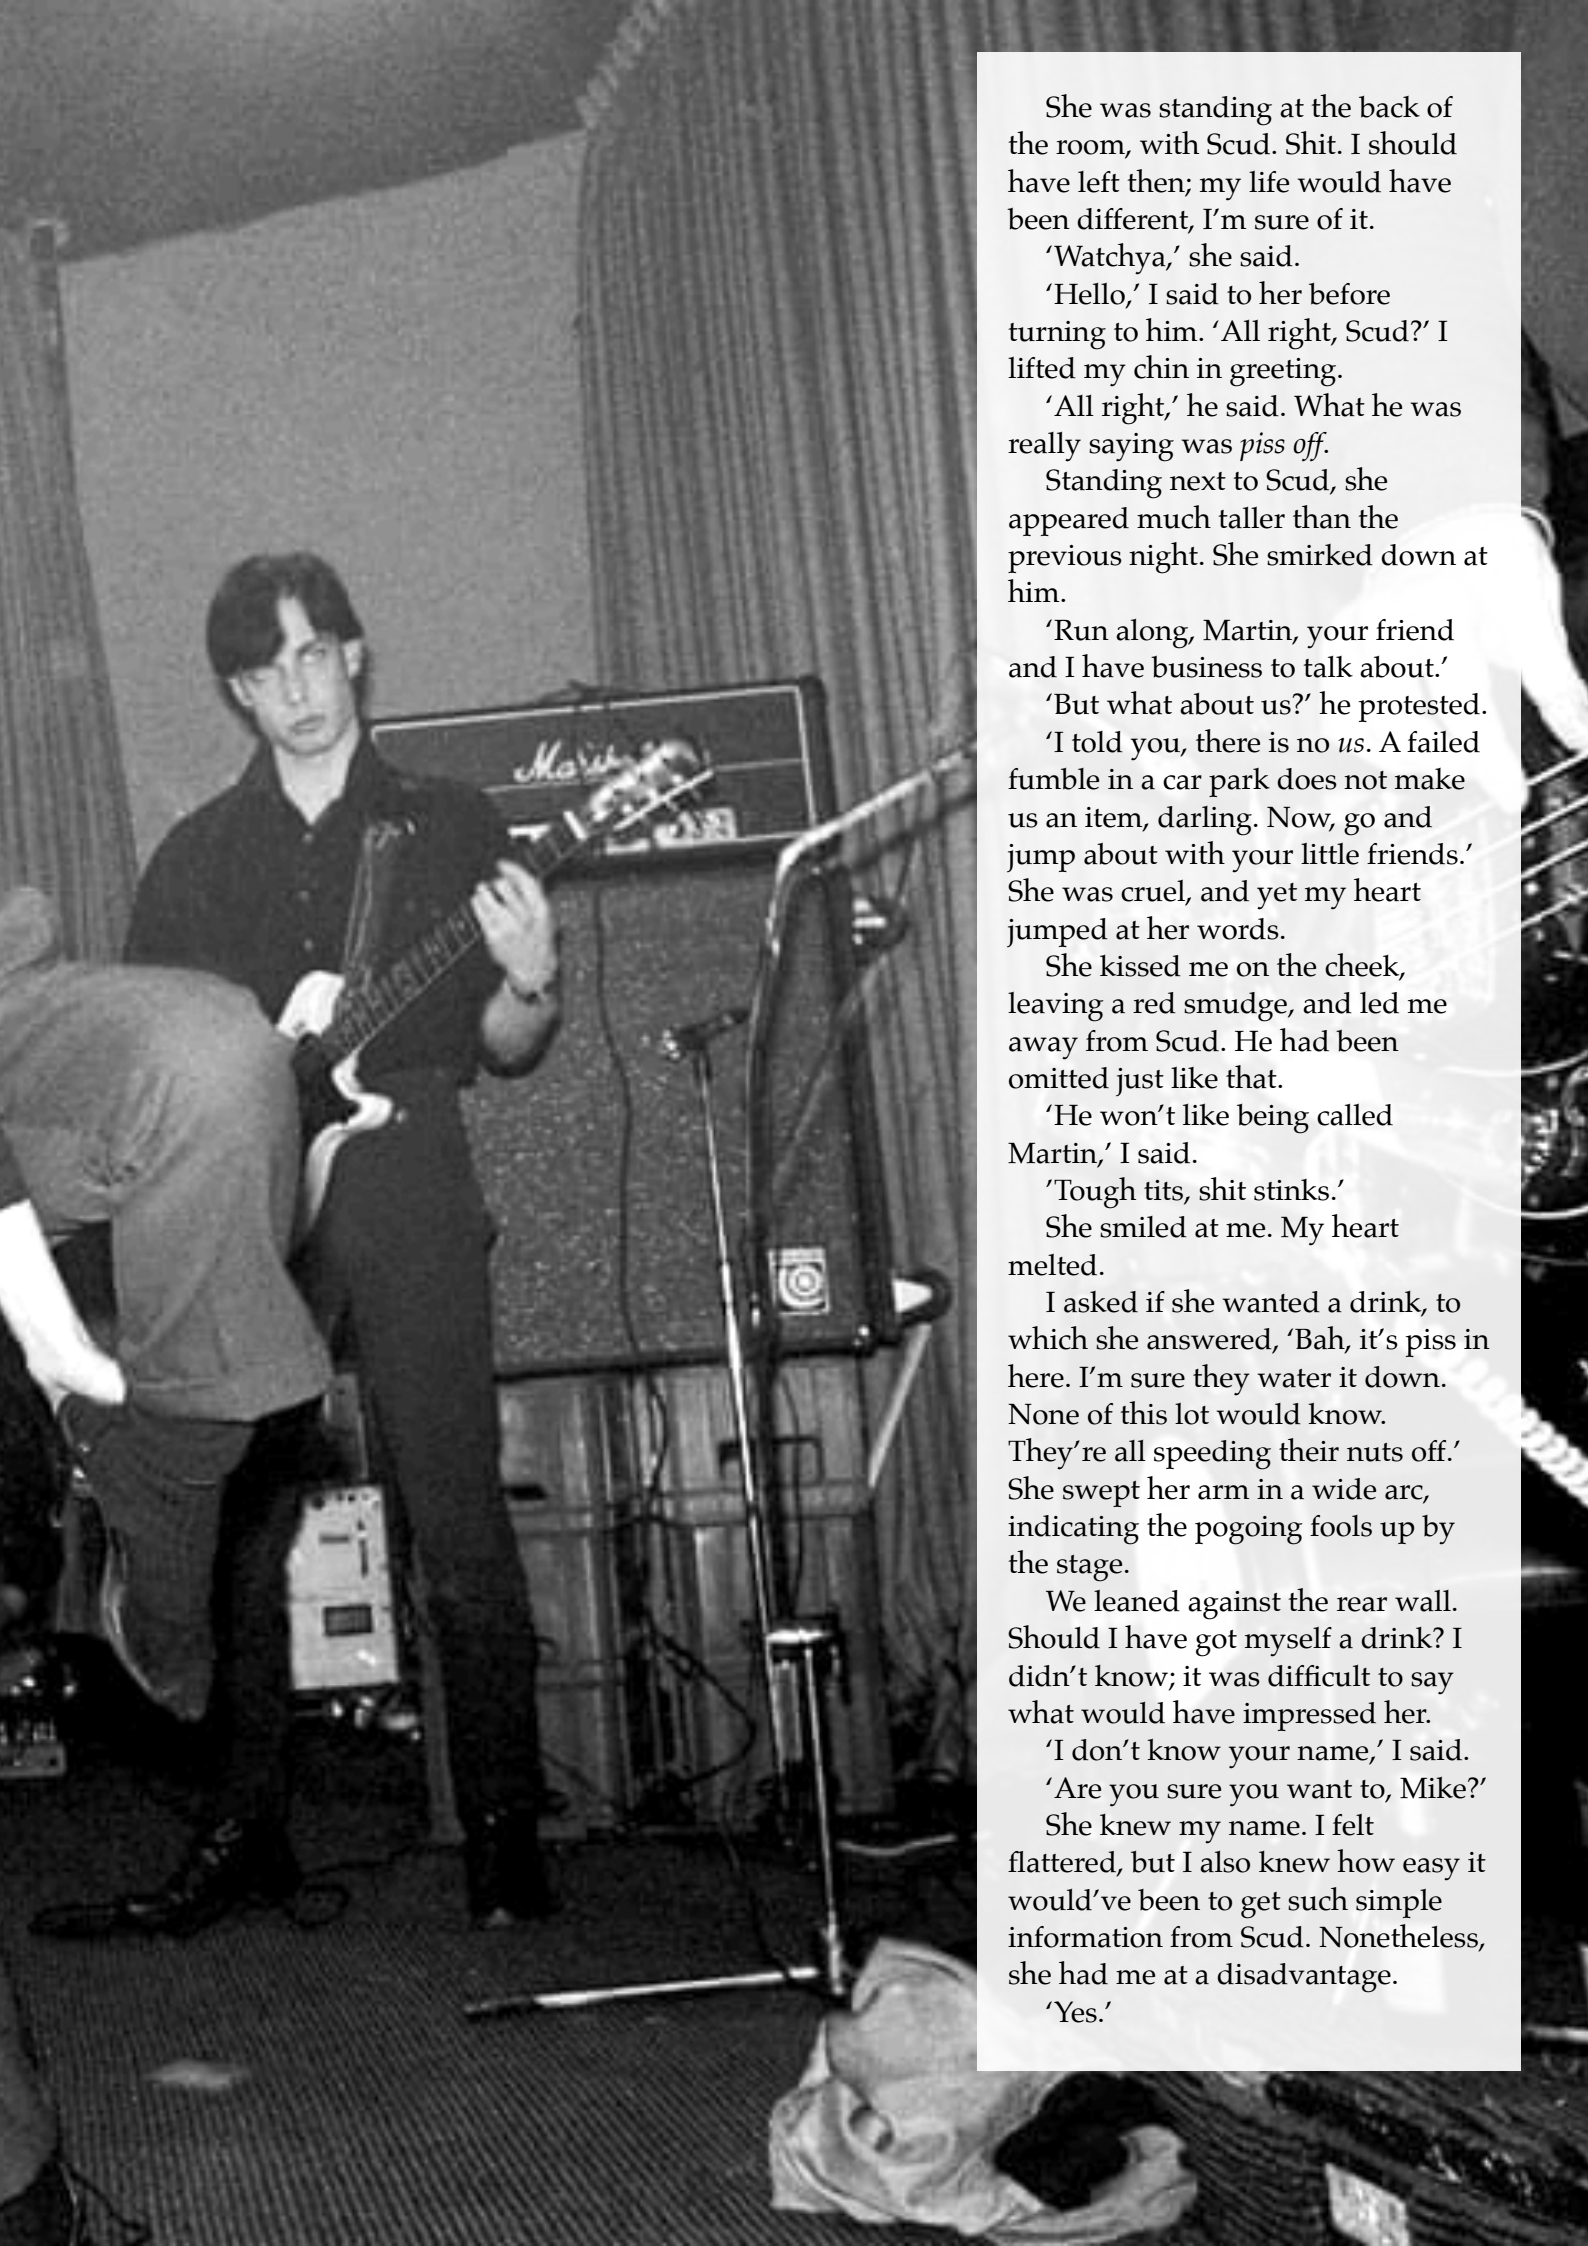 She was standing at the back of
the room, with Scud. Shit. I should
have left then; my life would have
been different, I’m sure of it.
‘Watchya,’ she said.
‘Hello,’ I said to her before
turning to him. ‘All right, Scud?’ I
lifted my chin in greeting.
‘All right,’ he said. What he was
really saying was piss off.
Standing next to Scud, she
appeared much taller than the
previous night. She smirked down at
him.
‘Run along, Martin, your friend
and I have business to talk about.’
‘But what about us?’ he protested.
‘I told you, there is no us. A failed
fumble in a car park does not make
us an item, darling. Now, go and
jump about with your little friends.’
She was cruel, and yet my heart
jumped at her words.
She kissed me on the cheek,
leaving a red smudge, and led me
away from Scud. He had been
omitted just like that.
‘He won’t like being called
Martin,’ I said.
’Tough tits, shit stinks.’
She smiled at me. My heart
melted.
I asked if she wanted a drink, to
which she answered, ‘Bah, it’s piss in
here. I’m sure they water it down.
None of this lot would know.
They’re all speeding their nuts off.’
She swept her arm in a wide arc,
indicating the pogoing fools up by
the stage.
We leaned against the rear wall.
Should I have got myself a drink? I
didn’t know; it was difficult to say
what would have impressed her.
‘I don’t know your name,’ I said.
‘Are you sure you want to, Mike?’
She knew my name. I felt
flattered, but I also knew how easy it
would’ve been to get such simple
information from Scud. Nonetheless,
she had me at a disadvantage.
‘Yes.’